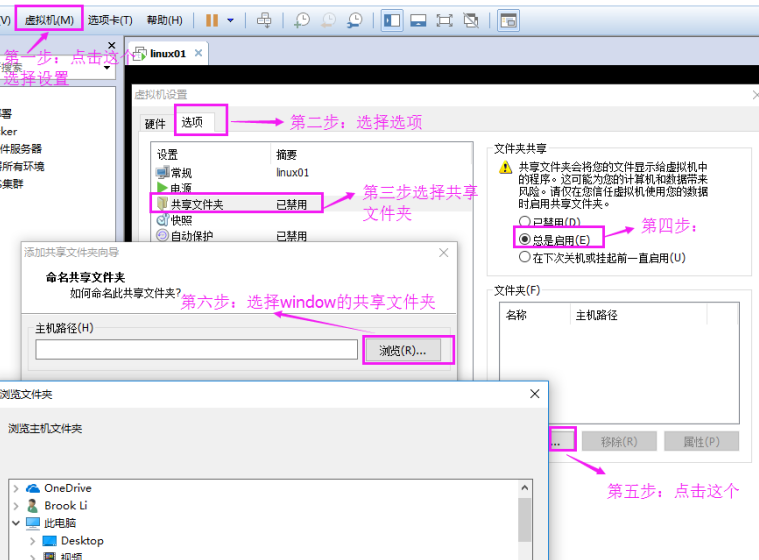 V)
虚拟机(M)
选项卡(T)
帮助(H)
第一步：点击这个
选择设置
搜索
linux01
署
ker
件服务器
所有环境
集群
虚拟机设置
硬件
选项
第二步：选择选项
设置
摘要
常规
linux01
电源
共享文件夹
已禁用
快照
自动保护
已禁用
第三步选择共享
文件夹
文件夹共享
共享文件夹会将您的文件显示给虚拟机中
的程序。这可能为您的计算机和数据带来
风险。请仅在您信任虚拟机使用您的数据
时启用共享文件夹。
已禁用(D)
总是启用(E)
第四步：
在下次关机或挂起前一直启用(U)
添加共享文件夹向导
命名共享文件夹
如何命名此共享文件夹?
第六步：选择window的共享文件夹
主机路径(H)
浏览(R)...
文件夹(F)
名称
主机路径
...
移除(R)
属性(P)
第五步：点击这个
浏览文件夹
浏览主机文件夹
OneDrive
Brook Li
此电脑
Desktop
视频